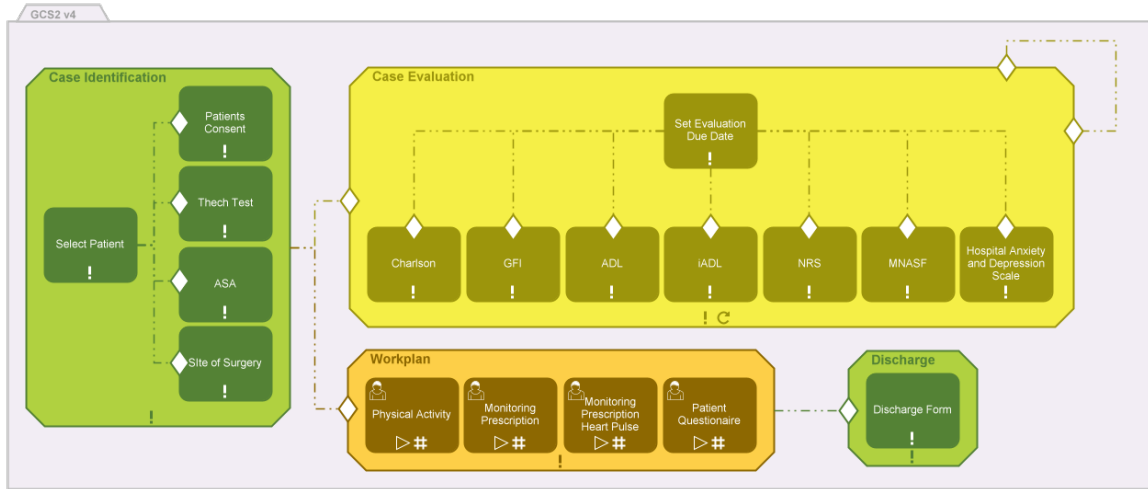 GCS2 v4
Case Identification
Select Patient
!
Patients
Consent
!
Thech Test
!
ASA
!
SIte of Surgery
!
!
Case Evaluation
Set Evaluation
Due Date
!
Charlson
!
GFI
!
ADL
!
iADL
!
NRS
!
MNASF
!
Hospital Anxiety
and Depression
Scale
!
!
Workplan
Physical Activity
#
Monitoring
Prescription
#
Monitoring
Prescription
Heart Pulse
#
Patient
Questionaire
#
!
Discharge
Discharge Form
!
!